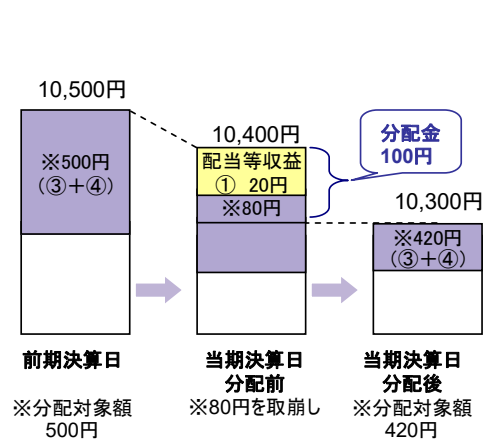 10,500円
※500円
（③＋④）
10,400円
配当等収益
① 20円
※80円
分配金
100円
10,300円
※420円
（③＋④）
前期決算日
※分配対象額
500円
当期決算日
分配前
※80円を取崩し
当期決算日
分配後
※分配対象額
420円